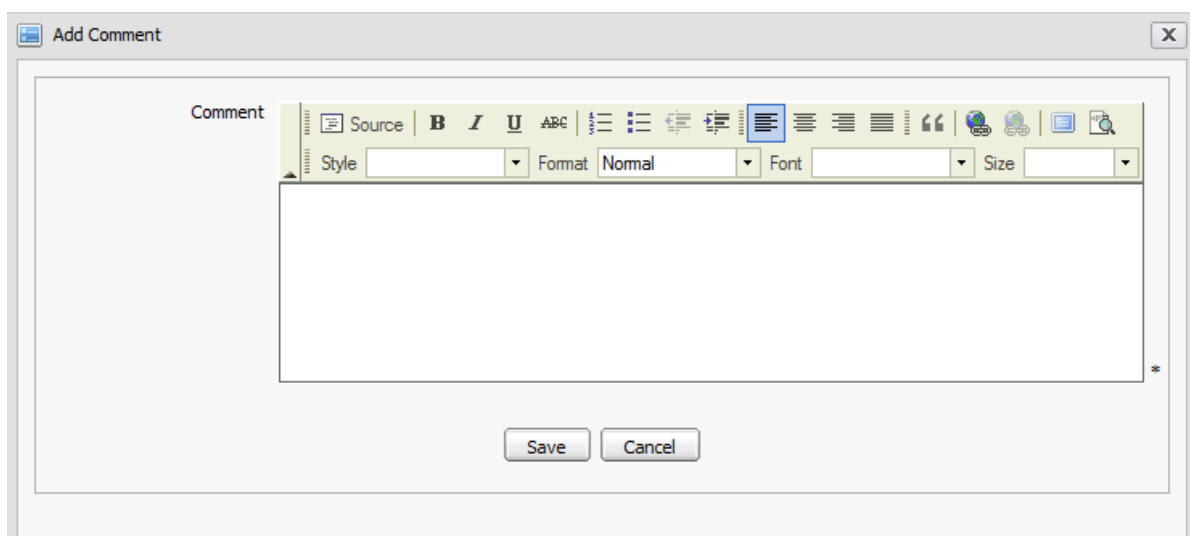 Add Comment X
Comment Source B I U ABC
Style Format Normal Font Size
*
Save Cancel